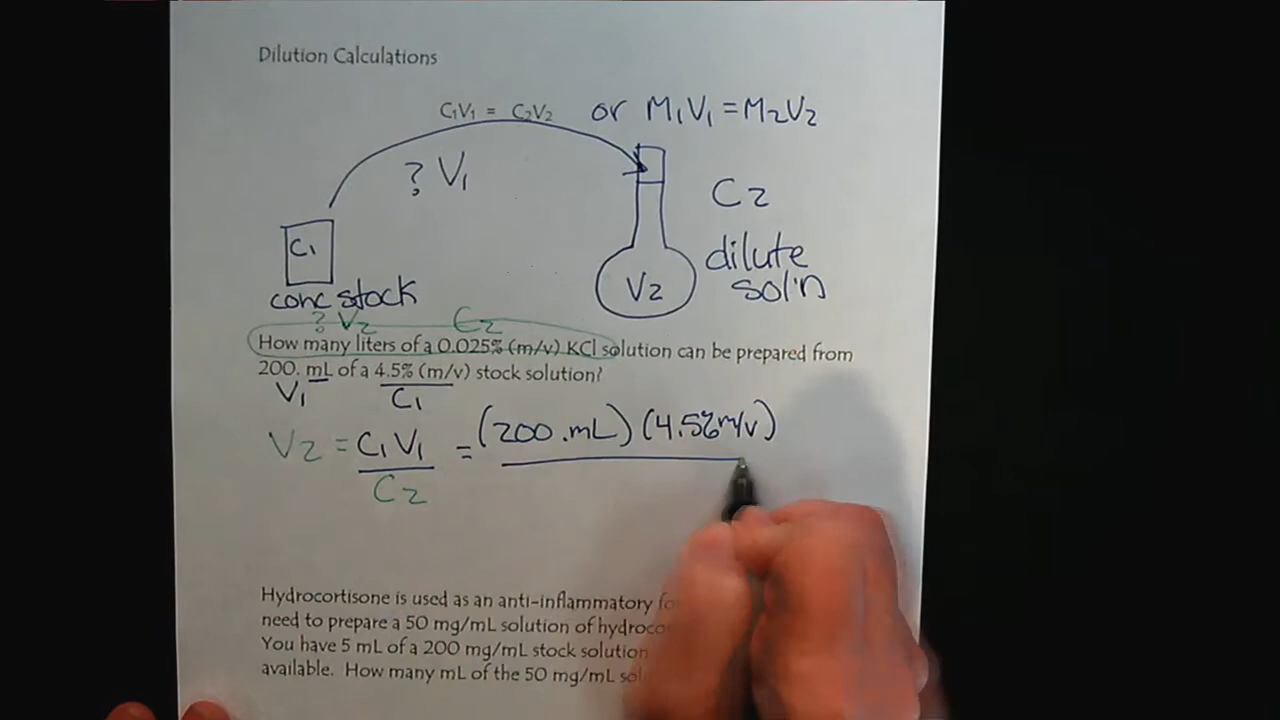 Dilution Calculations
C1V1 = C2V2 or M1V1 = M2V2
? V1
C2
C1
dilute
sol'n
V2
conc stock
? V2 C2
How many liters of a 0.025% (m/v) KCl solution can be prepared from
200. mL of a 4.5% (m/v) stock solution?
V1 C1
V2 = C1V1 = (200.mL)(4.5% m/v)
C2
Hydrocortisone is used as an anti-inflammatory
need to prepare a 50 mg/mL solution of
You have 5 mL of a 200 mg/mL stock solution
available. How many mL of the 50 mg/mL